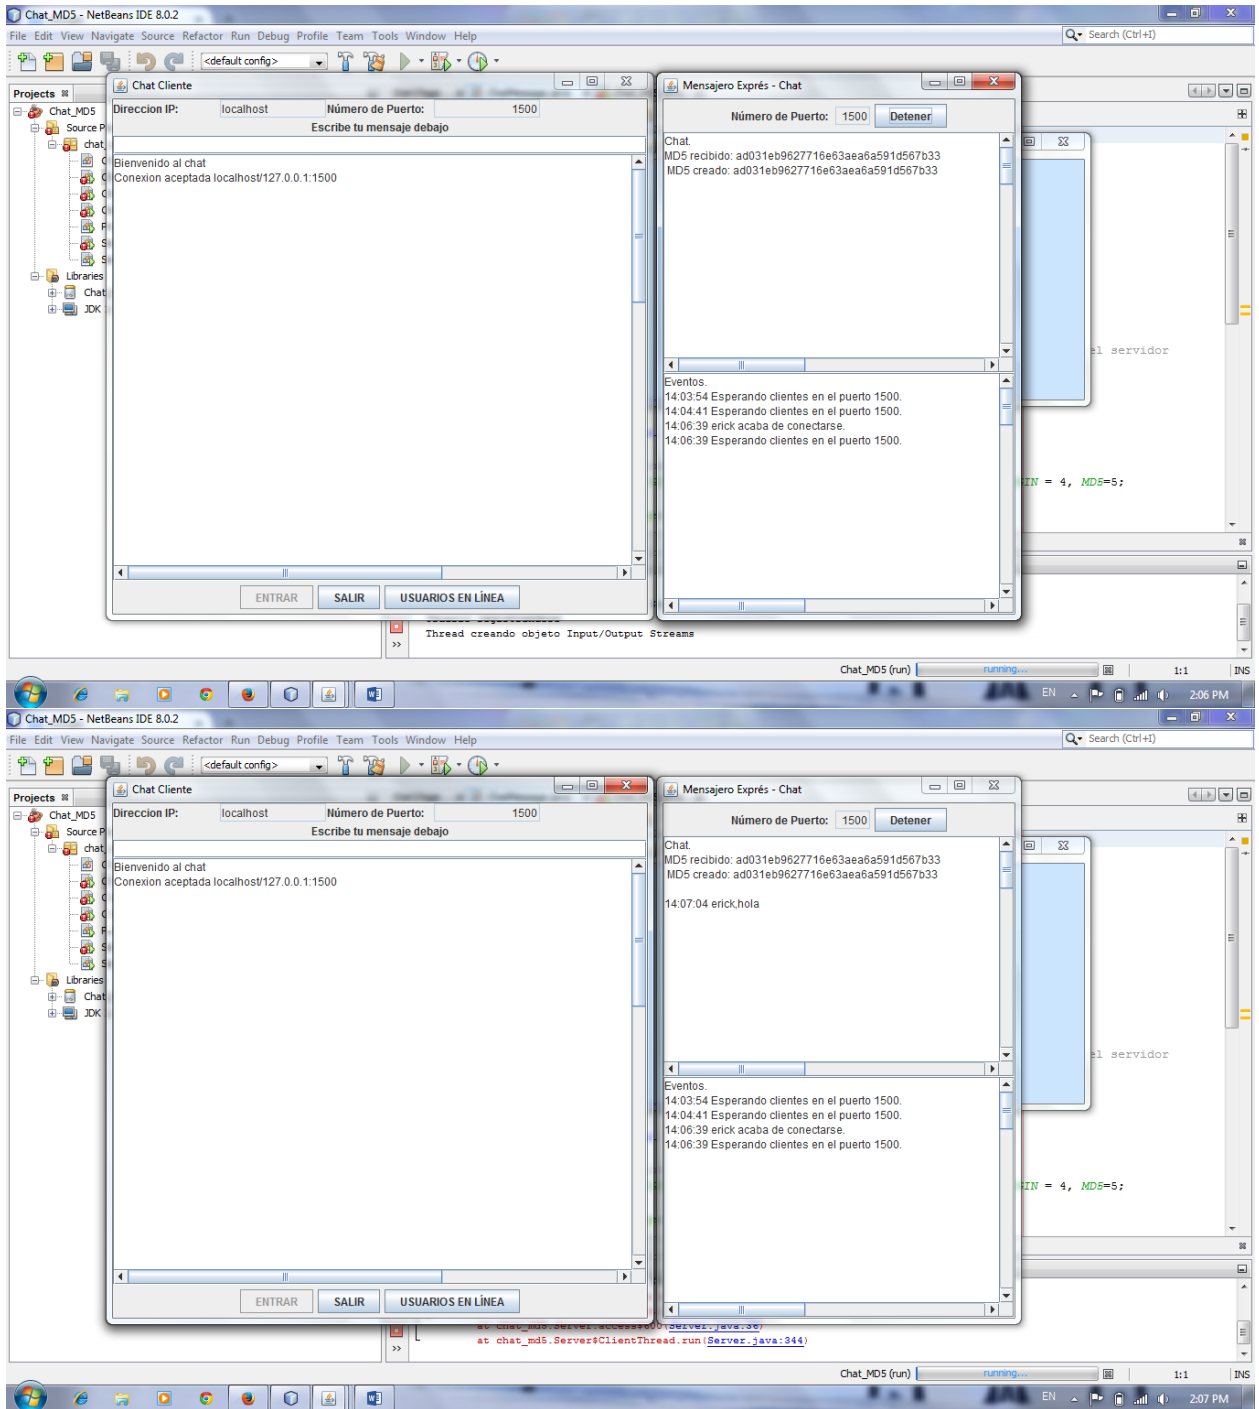 Chat_MD5 - NetBeans IDE 8.0.2
File Edit View Navigate Source Refactor Run Debug Profile Team Tools Window Help
Search (Ctrl+I)
<default config>
Projects
Chat Cliente
Mensajero Exprés - Chat
Chat_MD5
Source P
chat_
Libraries
Chat
JDK
Direccion IP: localhost Número de Puerto: 1500
Escribe tu mensaje debajo
Bienvenido al chat
Conexion aceptada localhost/127.0.0.1:1500
ENTRAR SALIR USUARIOS EN LÍNEA
Número de Puerto: 1500 Detener
Chat.
MD5 recibido: ad031eb9627716e63aea6a591d567b33
MD5 creado: ad031eb9627716e63aea6a591d567b33
Eventos.
14:03:54 Esperando clientes en el puerto 1500.
14:04:41 Esperando clientes en el puerto 1500.
14:06:39 erick acaba de conectarse.
14:06:39 Esperando clientes en el puerto 1500.
el servidor
IN = 4, MD5=5;
Thread creando objeto Input/Output Streams
Chat_MD5 (run) running... 1:1 INS
EN 2:06 PM
Chat_MD5 - NetBeans IDE 8.0.2
File Edit View Navigate Source Refactor Run Debug Profile Team Tools Window Help
Search (Ctrl+I)
<default config>
Projects
Chat Cliente
Mensajero Exprés - Chat
Chat_MD5
Source P
chat_
Libraries
Chat
JDK
Direccion IP: localhost Número de Puerto: 1500
Escribe tu mensaje debajo
Bienvenido al chat
Conexion aceptada localhost/127.0.0.1:1500
ENTRAR SALIR USUARIOS EN LÍNEA
Número de Puerto: 1500 Detener
Chat.
MD5 recibido: ad031eb9627716e63aea6a591d567b33
MD5 creado: ad031eb9627716e63aea6a591d567b33
14:07:04 erick,hola
Eventos.
14:03:54 Esperando clientes en el puerto 1500.
14:04:41 Esperando clientes en el puerto 1500.
14:06:39 erick acaba de conectarse.
14:06:39 Esperando clientes en el puerto 1500.
el servidor
IN = 4, MD5=5;
at chat_md5.Server$ClientThread.run(Server.java:344)
Chat_MD5 (run) running... 1:1 INS
EN 2:07 PM